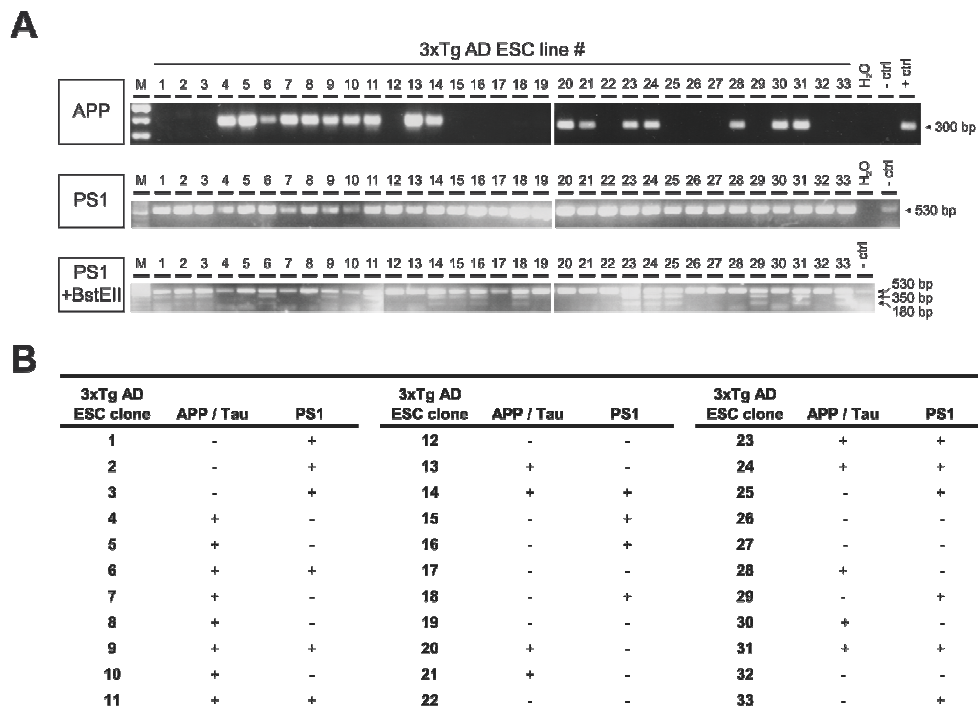 A
3xTg AD ESC line #
APP
M 1 2 3 4 5 6 7 8 9 10 11 12 13 14 15 16 17 18 19 20 21 22 23 24 25 26 27 28 29 30 31 32 33 H2O - ctrl + ctrl
300 bp
PS1
M 1 2 3 4 5 6 7 8 9 10 11 12 13 14 15 16 17 18 19 20 21 22 23 24 25 26 27 28 29 30 31 32 33 H2O - ctrl
530 bp
PS1
+BstEII
M 1 2 3 4 5 6 7 8 9 10 11 12 13 14 15 16 17 18 19 20 21 22 23 24 25 26 27 28 29 30 31 32 33 - ctrl
530 bp
350 bp
180 bp
B
3xTg AD 3xTg AD 3xTg AD
ESC clone APP / Tau PS1 ESC clone APP / Tau PS1 ESC clone APP / Tau PS1
1 - + 12 - - 23 + +
2 - + 13 + - 24 + +
3 - + 14 + + 25 - +
4 + - 15 - + 26 - -
5 + - 16 - + 27 - -
6 + + 17 - - 28 + -
7 + - 18 - + 29 - +
8 + - 19 - - 30 + -
9 + + 20 + - 31 + +
10 + - 21 + - 32 - -
11 + + 22 - - 33 - +